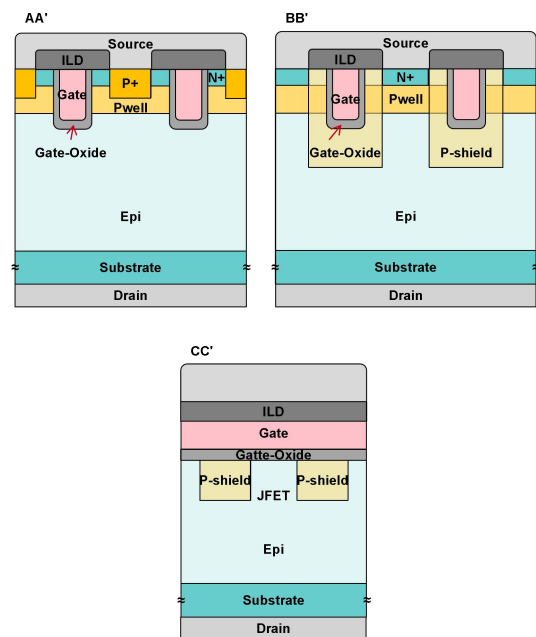 AA'
Source
ILD
P+
N+
Gate
Pwell
Gate-Oxide
Epi
Substrate
≈
≈
Drain
BB'
Source
ILD
N+
Gate
Pwell
Gate-Oxide
P-shield
Epi
Substrate
≈
≈
Drain
CC'
ILD
Gate
Gatte-Oxide
P-shield
P-shield
JFET
Epi
Substrate
≈
≈
Drain